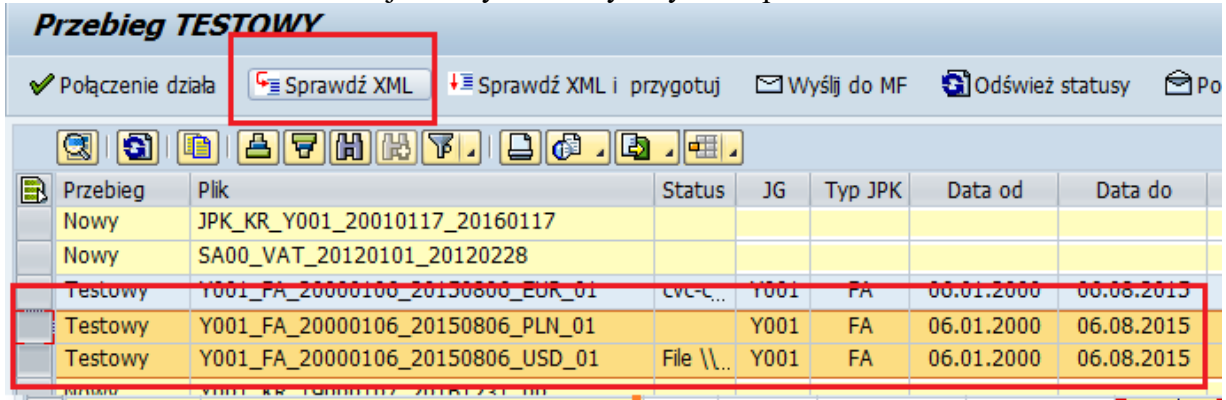 Przebieg TESTOWY
Połączenie działa Sprawdź XML Sprawdź XML i przygotuj Wyślij do MF Odśwież statusy Po
Przebieg Plik Status JG Typ JPK Data od Data do
Nowy JPK_KR_Y001_20010117_20160117
Nowy SA00_VAT_20120101_20120228
Testowy Y001_FA_20000106_20150806_EUR_01 cvc-c... Y001 FA 06.01.2000 06.08.2015
Testowy Y001_FA_20000106_20150806_PLN_01 Y001 FA 06.01.2000 06.08.2015
Testowy Y001_FA_20000106_20150806_USD_01 File \\... Y001 FA 06.01.2000 06.08.2015